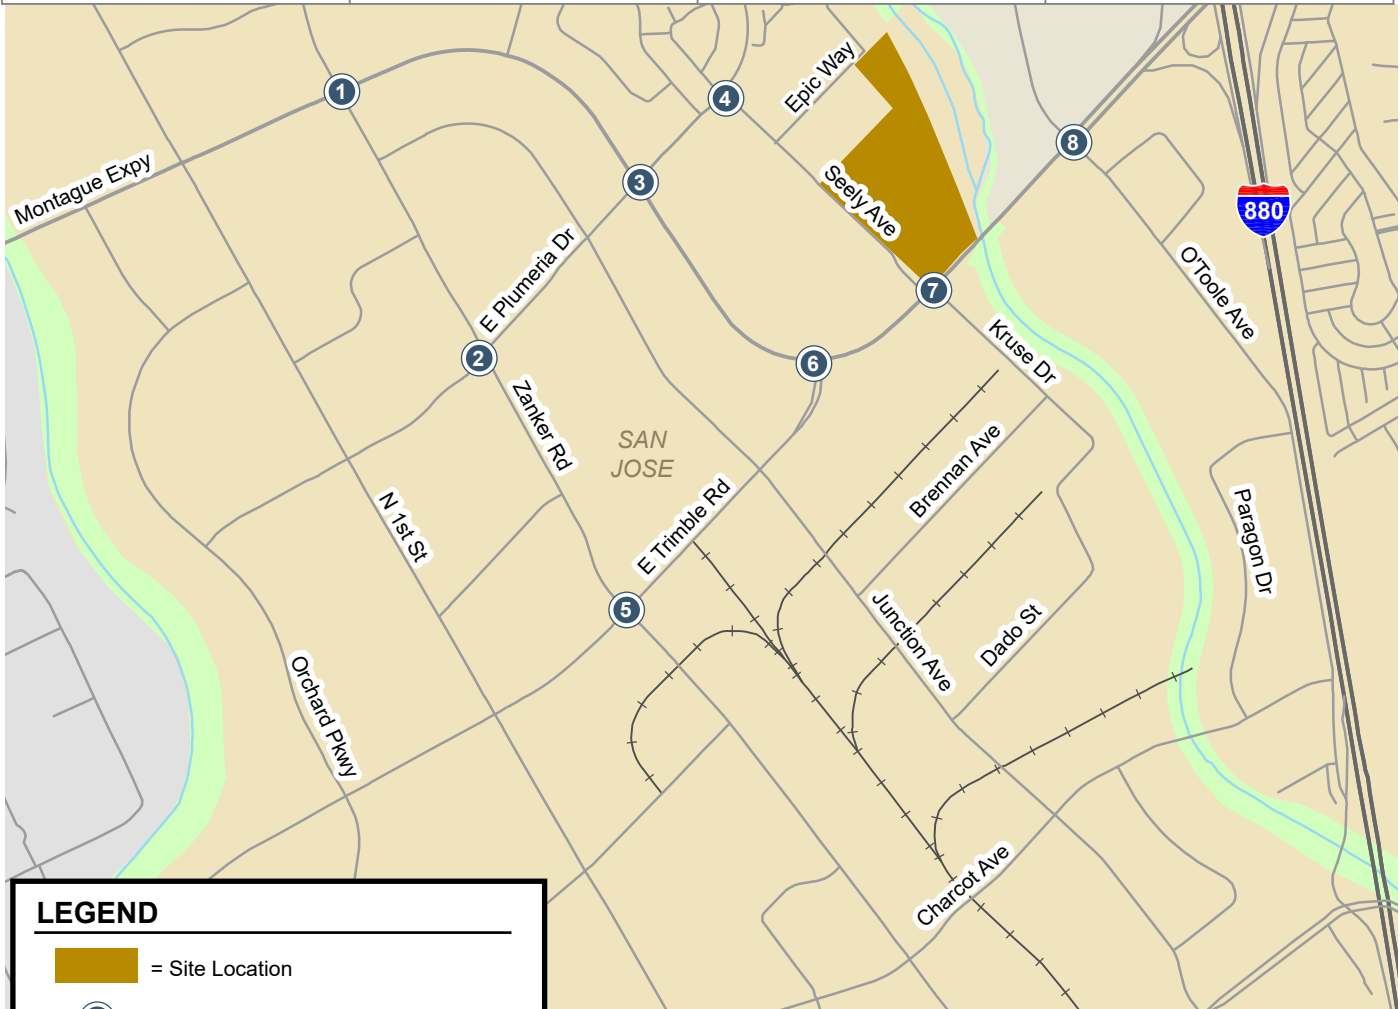 Epic Way
1
4
8
Montague Expy
3
Seely Ave
880
E Plumeria Dr
7
O'Toole Ave
Kruse Dr
2
6
Zanker Rd
SAN
JOSE
Brennan Ave
E Trimble Rd
N 1st St
Paragon Dr
5
Junction Ave
Dado St
Orchard Pkwy
Charcot Ave
LEGEND
= Site Location